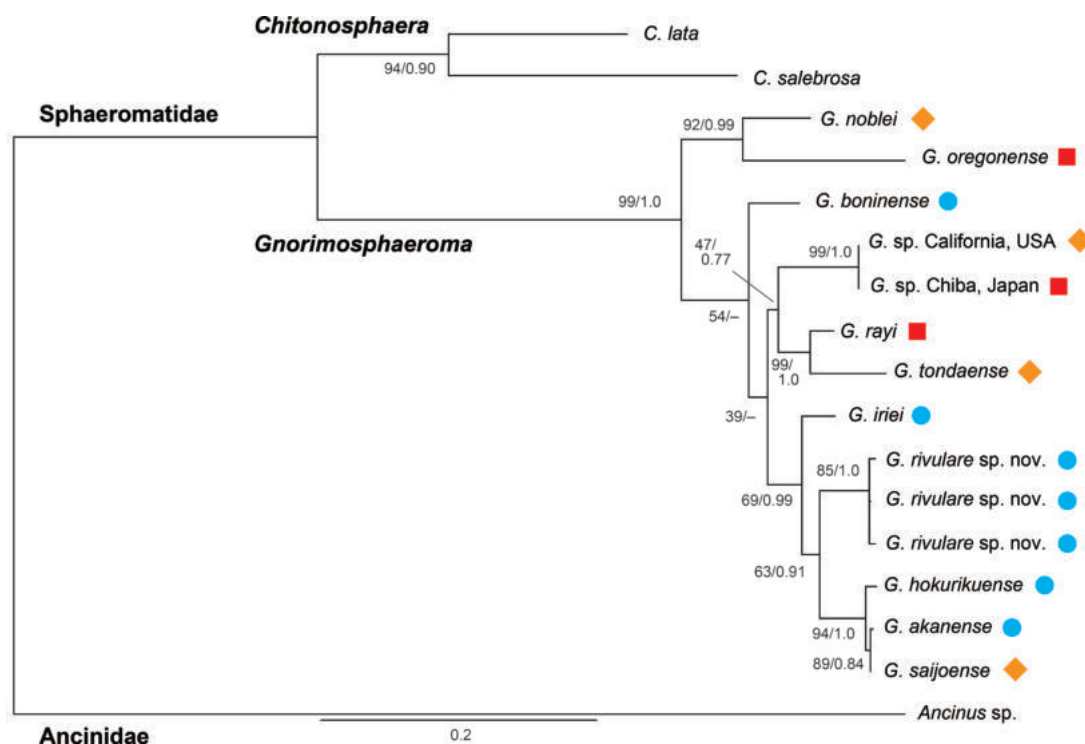 Chitonosphaera
C. lata
94/0.90
C. salebrosa
Sphaeromatidae
G. noblei
92/0.99
G. oregonense
99/1.0
G. boninense
Gnorimosphaeroma
47/
0.77
G. sp. California, USA
99/1.0
G. sp. Chiba, Japan
54/–
G. rayi
99/
1.0
G. tondaense
39/–
G. iriei
G. rivulare sp. nov.
85/1.0
69/0.99
G. rivulare sp. nov.
G. rivulare sp. nov.
63/0.91
G. hokurikuense
G. akanense
94/1.0
89/0.84
G. saijoense
Ancinus sp.
Ancinidae
0.2